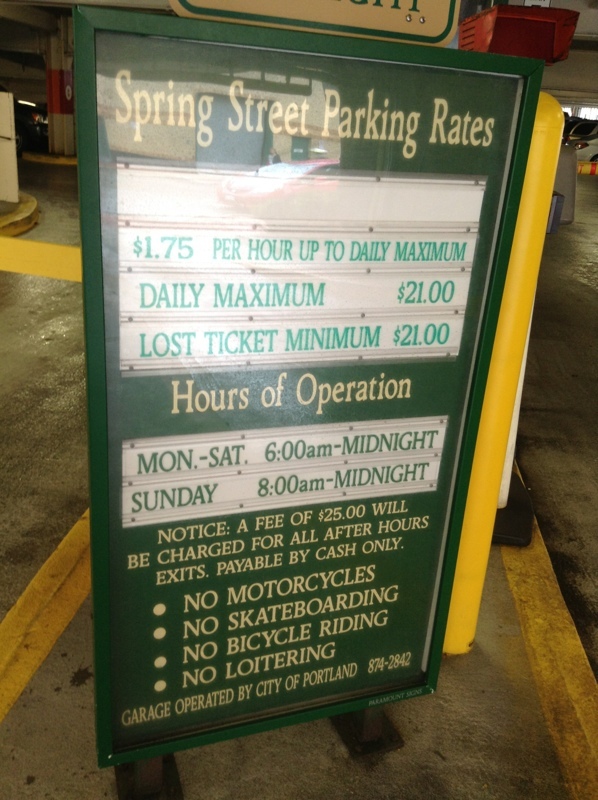 Spring Street Parking Rates
$1.75 PER HOUR UP TO DAILY MAXIMUM
DAILY MAXIMUM $21.00
LOST TICKET MINIMUM $21.00
Hours of Operation
MON.-SAT. 6:00am-MIDNIGHT
SUNDAY 8:00am-MIDNIGHT
NOTICE: A FEE OF $25.00 WILL
BE CHARGED FOR ALL AFTER HOURS
EXITS. PAYABLE BY CASH ONLY.
• NO MOTORCYCLES
• NO SKATEBOARDING
• NO BICYCLE RIDING
• NO LOITERING
GARAGE OPERATED BY CITY OF PORTLAND 874-2842
PARAMOUNT SIGNS